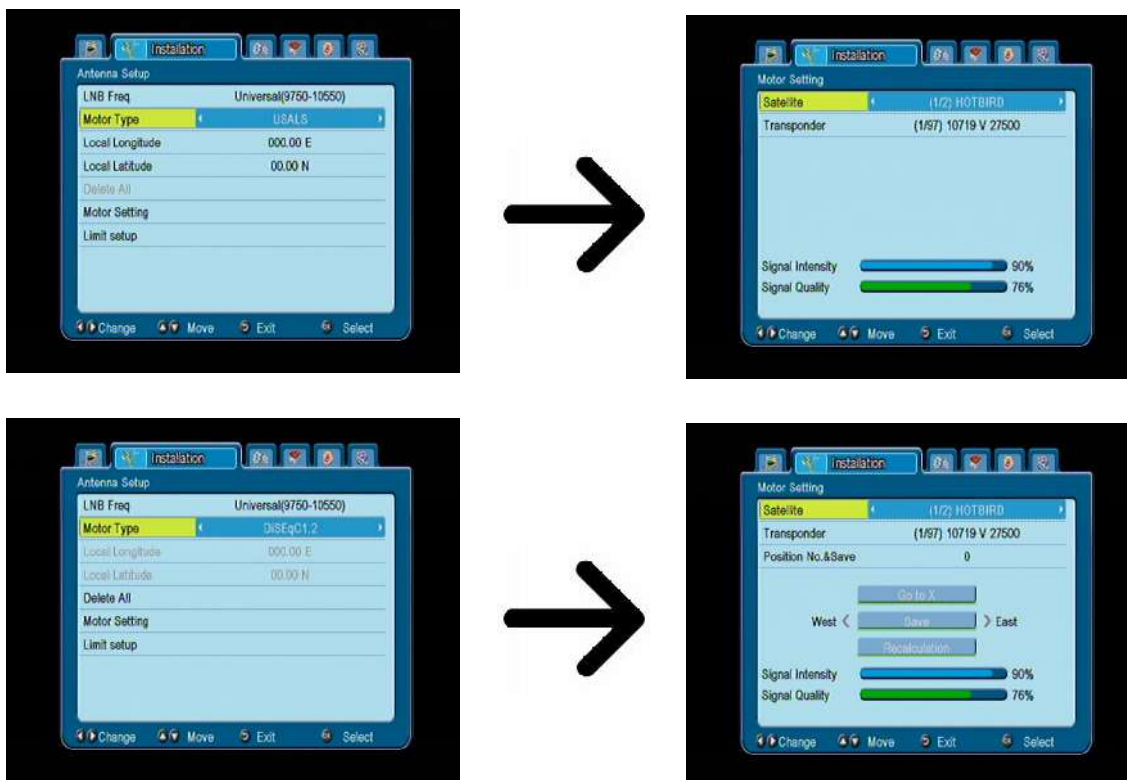 Installation
Antenna Setup
LNB Freq Universal(9750-10550)
Motor Type USALS
Local Longitude 000.00 E
Local Latitude 00.00 N
Delete All
Motor Setting
Limit setup
Change Move Exit Select
Installation
Motor Setting
Satellite (1/2) HOTBIRD
Transponder (1/97) 10719 V 27500
Signal Intensity 90%
Signal Quality 76%
Change Move Exit Select
Installation
Antenna Setup
LNB Freq Universal(9750-10550)
Motor Type DiSEqC1.2
Local Longitude 000.00 E
Local Latitude 00.00 N
Delete All
Motor Setting
Limit setup
Change Move Exit Select
Installation
Motor Setting
Satellite (1/2) HOTBIRD
Transponder (1/97) 10719 V 27500
Position No.&Save 0
Go to X
West Save East
Recalculation
Signal Intensity 90%
Signal Quality 76%
Change Move Exit Select